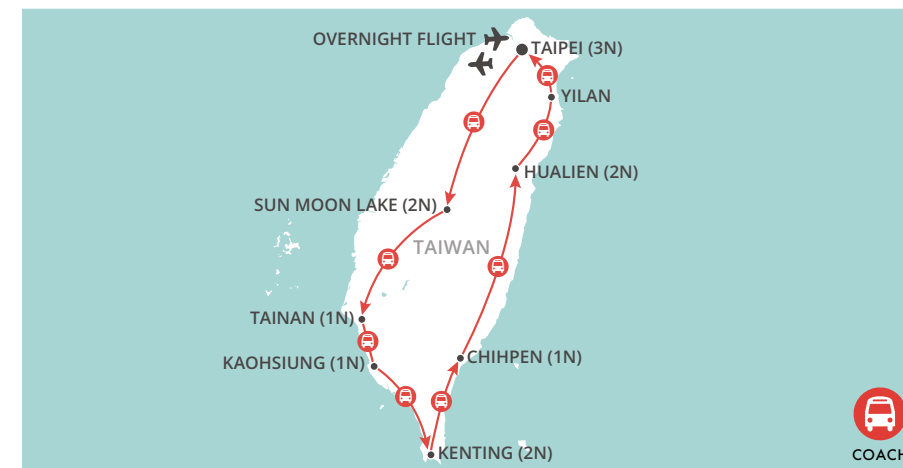 OVERNIGHT FLIGHT
TAIPEI (3N)
YILAN
HUALIEN (2N)
SUN MOON LAKE (2N)
TAIWAN
TAINAN (1N)
KAOHSIUNG (1N)
CHIHPEN (1N)
KENTING (2N)
COACH